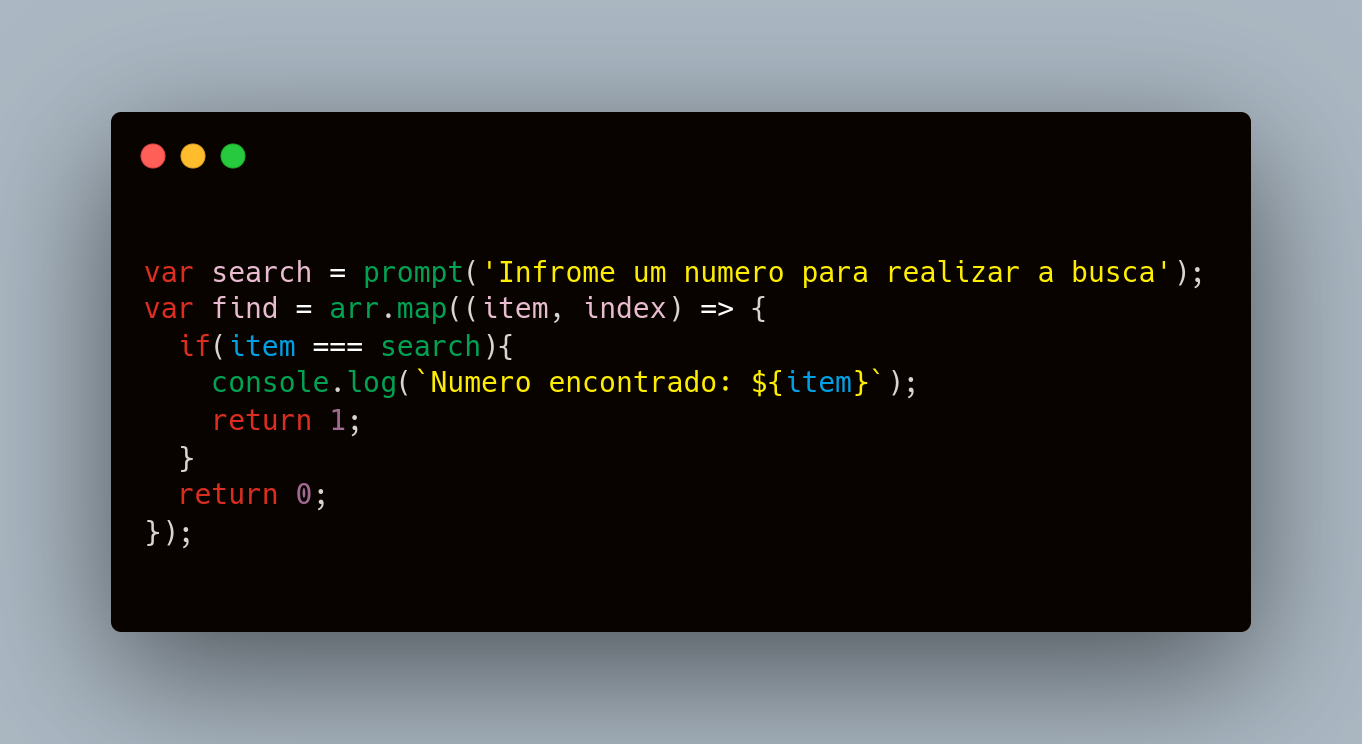 var search = prompt('Infrome um numero para realizar a busca');
var find = arr.map((item, index) => {
  if(item === search){
    console.log(`Numero encontrado: ${item}`);
    return 1;
  }
  return 0;
});